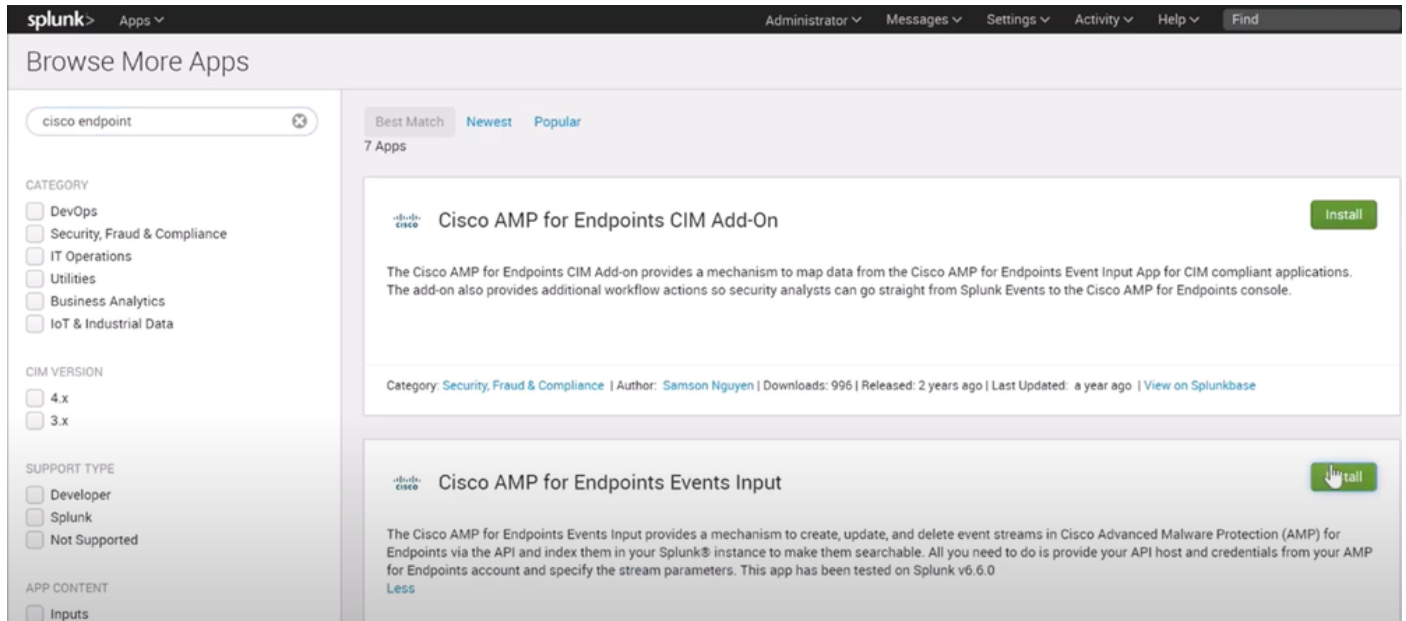 splunk> Apps Administrator Messages Settings Activity Help Find
Browse More Apps
cisco endpoint
CATEGORY
DevOps
Security, Fraud & Compliance
IT Operations
Utilities
Business Analytics
IoT & Industrial Data
CIM VERSION
4.x
3.x
SUPPORT TYPE
Developer
Splunk
Not Supported
APP CONTENT
Inputs
Best Match Newest Popular
7 Apps
cisco Cisco AMP for Endpoints CIM Add-On Install
The Cisco AMP for Endpoints CIM Add-on provides a mechanism to map data from the Cisco AMP for Endpoints Event Input App for CIM compliant applications.
The add-on also provides additional workflow actions so security analysts can go straight from Splunk Events to the Cisco AMP for Endpoints console.
Category: Security, Fraud & Compliance | Author: Samson Nguyen | Downloads: 996 | Released: 2 years ago | Last Updated: a year ago | View on Splunkbase
cisco Cisco AMP for Endpoints Events Input
The Cisco AMP for Endpoints Events Input provides a mechanism to create, update, and delete event streams in Cisco Advanced Malware Protection (AMP) for
Endpoints via the API and index them in your Splunk® instance to make them searchable. All you need to do is provide your API host and credentials from your AMP
for Endpoints account and specify the stream parameters. This app has been tested on Splunk v6.6.0
Less